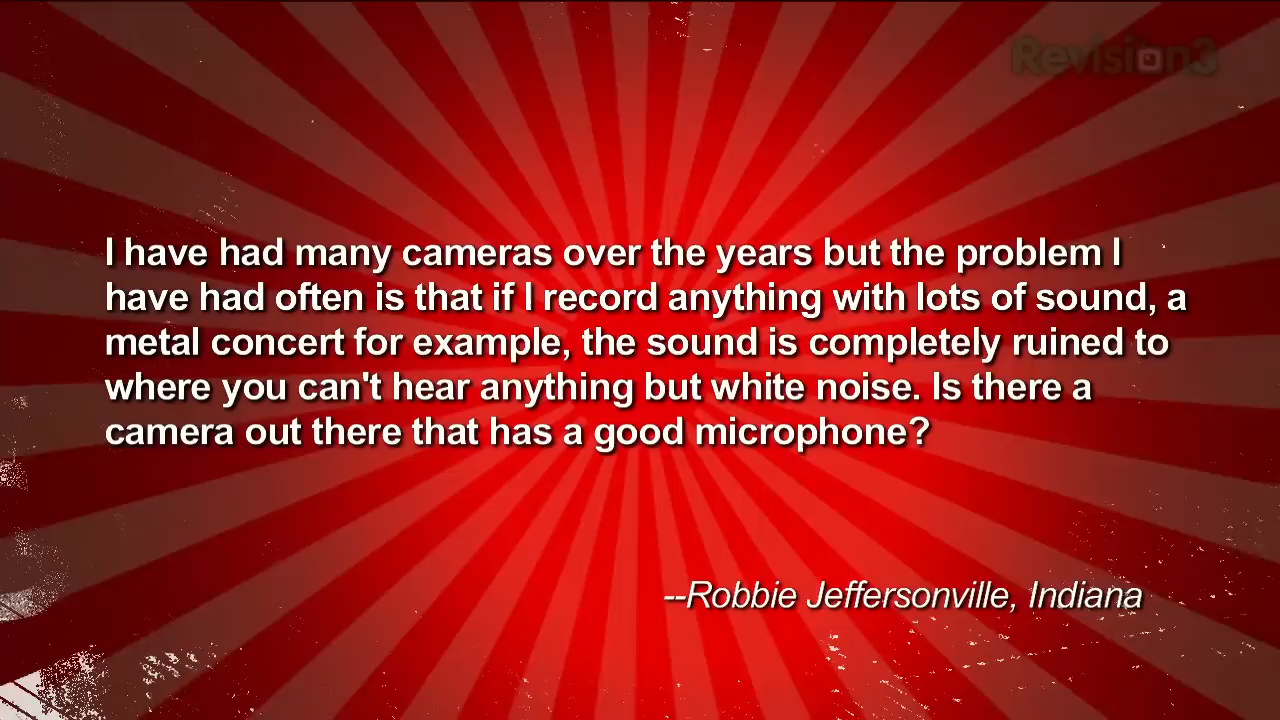 Revision3
I have had many cameras over the years but the problem I
have had often is that if I record anything with lots of sound, a
metal concert for example, the sound is completely ruined to
where you can't hear anything but white noise. Is there a
camera out there that has a good microphone?
--Robbie Jeffersonville, Indiana